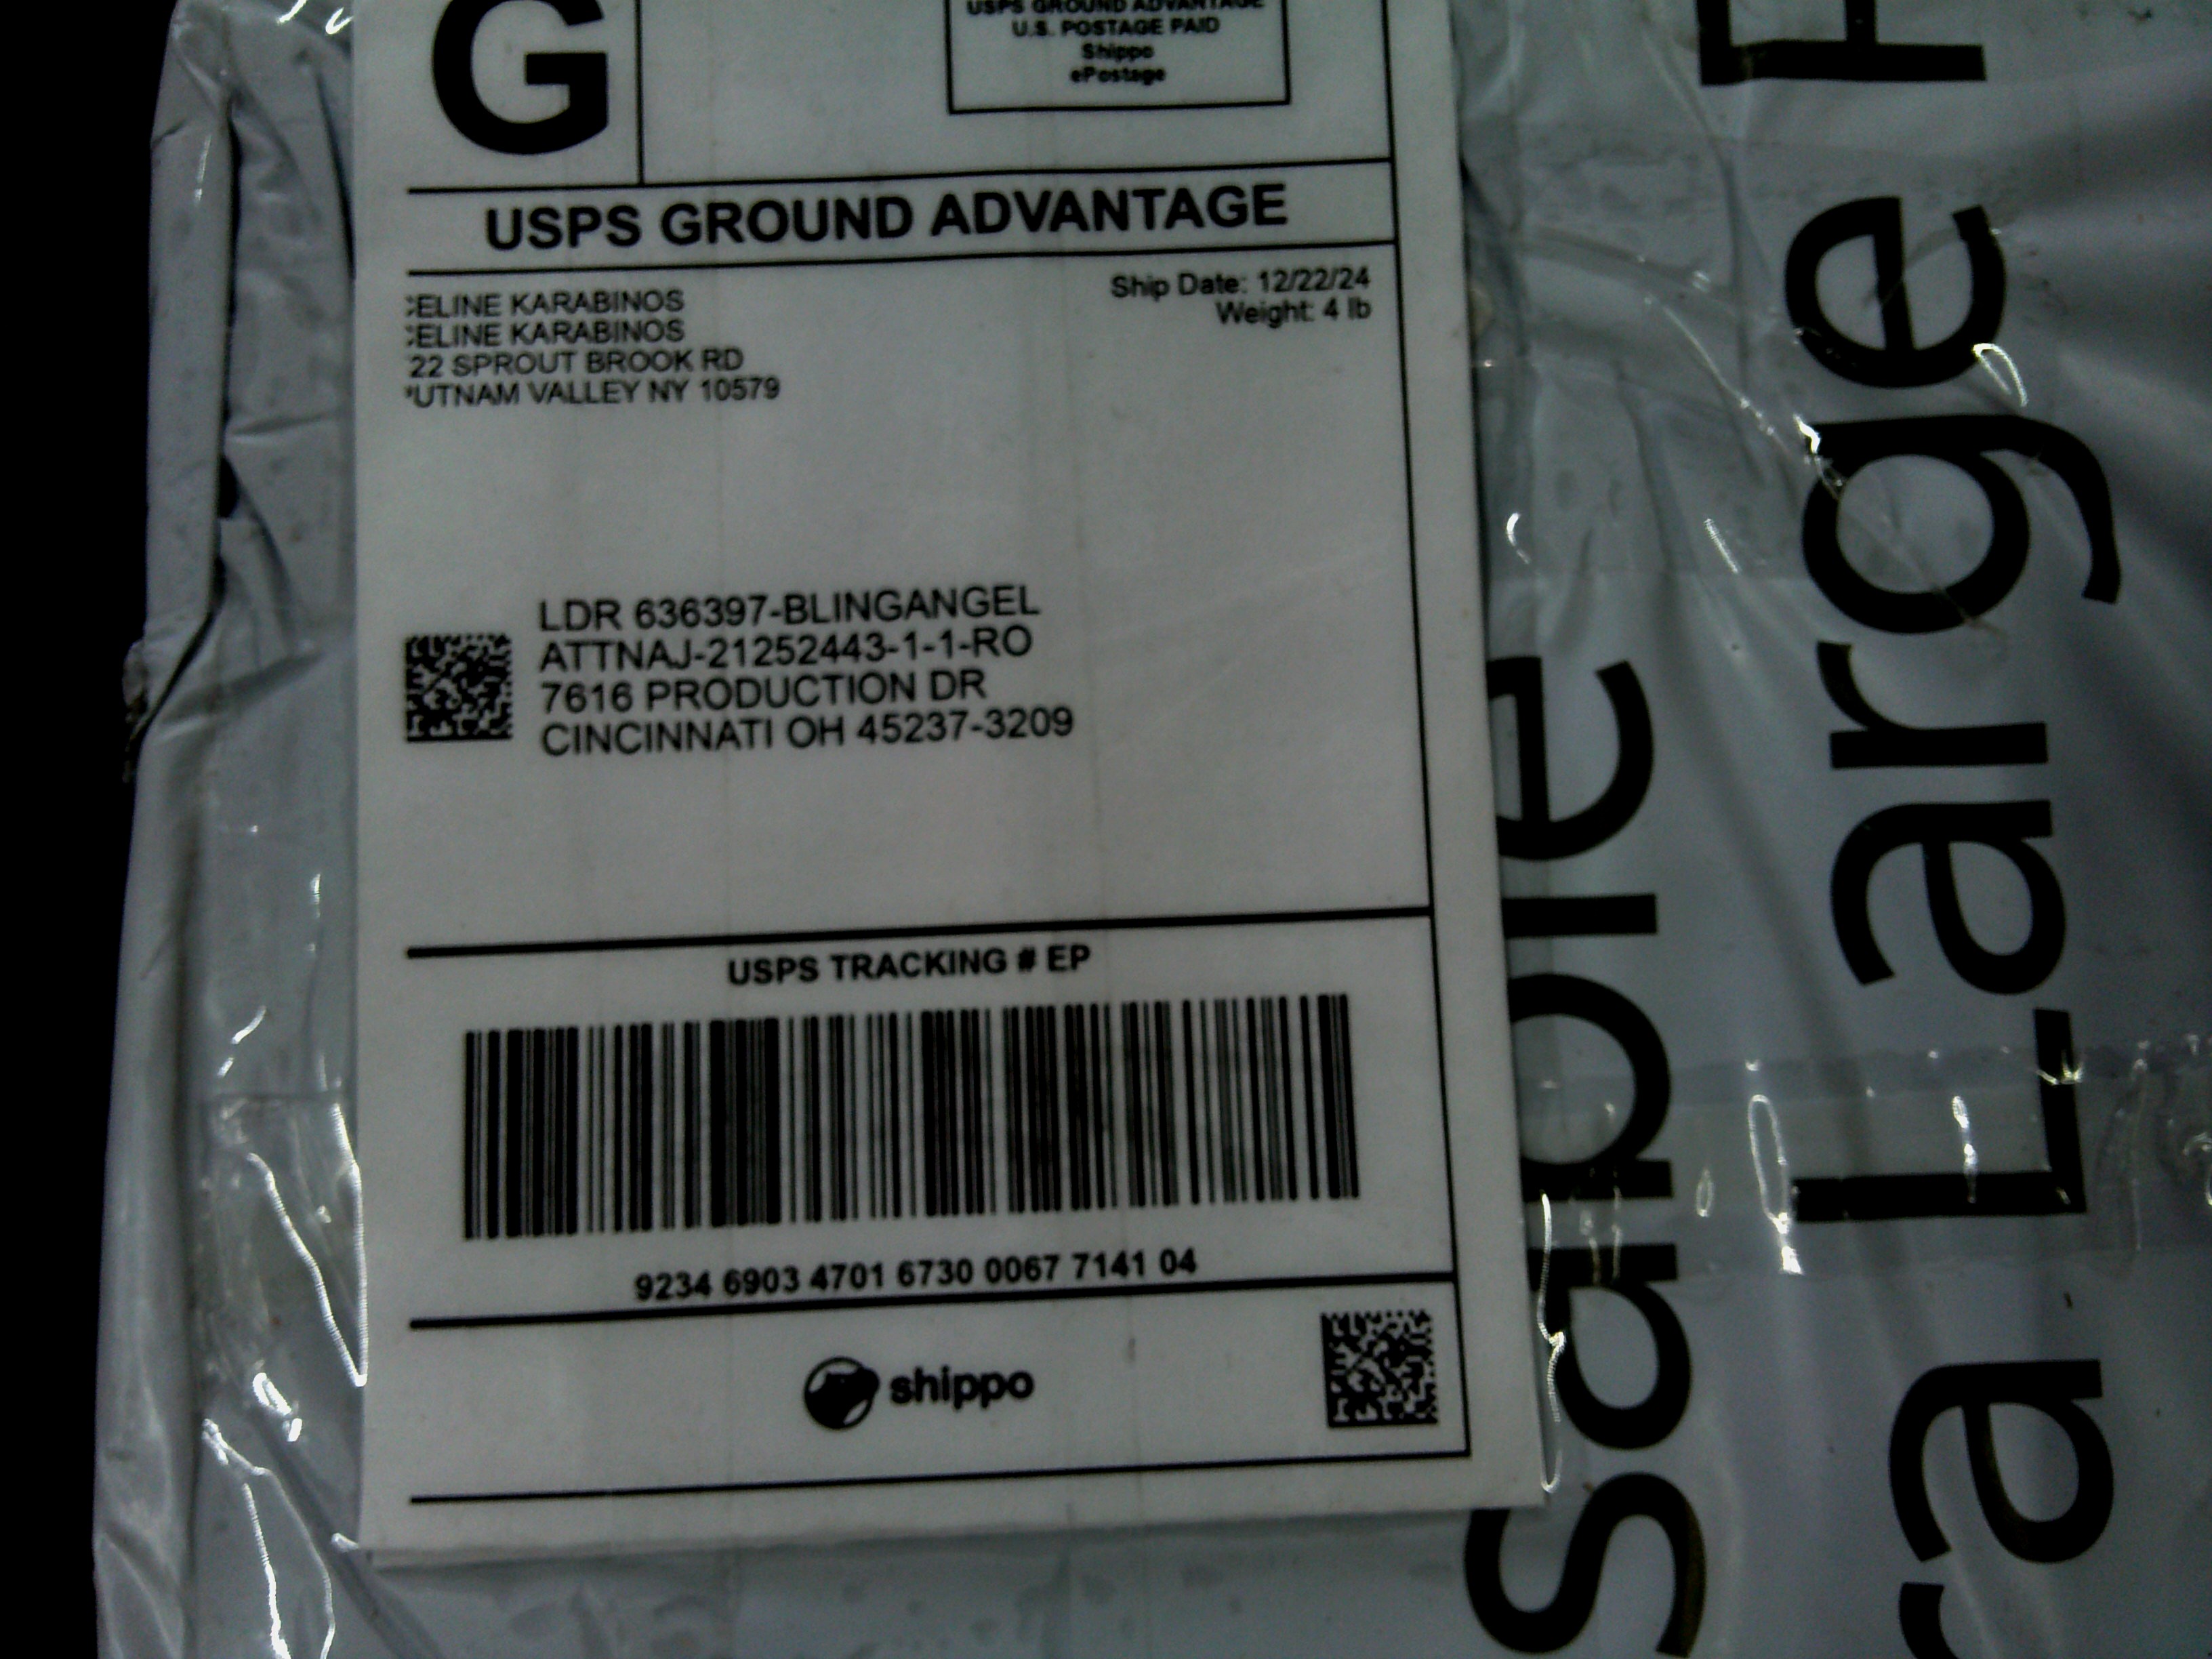 G
USPS GROUND ADVANTAGE
U.S. POSTAGE PAID
Shippo
ePostage
USPS GROUND ADVANTAGE
ELINE KARABINOS
ELINE KARABINOS
22 SPROUT BROOK RD
UTNAM VALLEY NY 10579
Ship Date: 12/22/24
Weight: 4 lb
LDR 636397-BLINGANGEL
ATTNAJ-21252443-1-1-RO
7616 PRODUCTION DR
CINCINNATI OH 45237-3209
USPS TRACKING # EP
9234 6903 4701 6730 0067 7141 04
shippo
ra Large